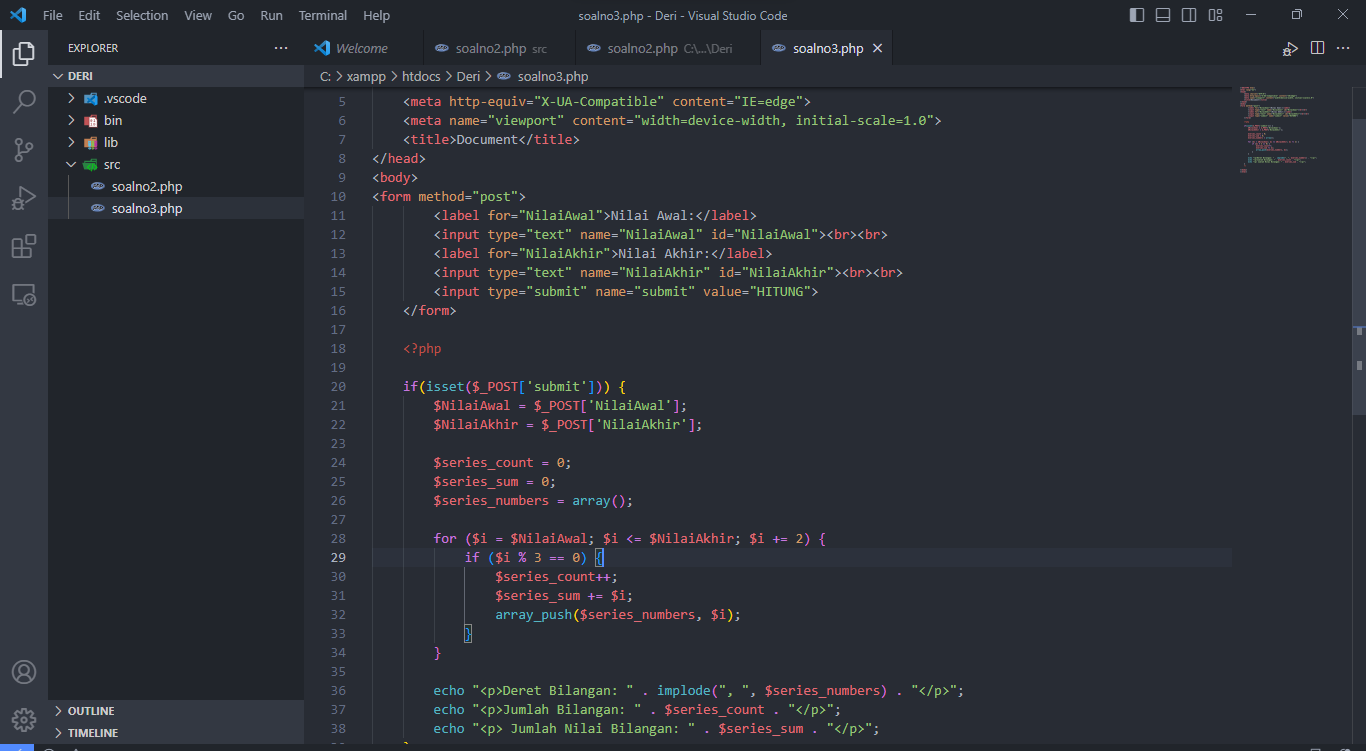 File Edit Selection View Go Run Terminal Help soalno3.php - Deri - Visual Studio Code
EXPLORER ... Welcome soalno2.php src soalno2.php C:\...\Deri soalno3.php
DERI
C: > xampp > htdocs > Deri > soalno3.php
.vscode
bin
lib
src
soalno2.php
soalno3.php
OUTLINE
TIMELINE
5 <meta http-equiv="X-UA-Compatible" content="IE=edge">
6 <meta name="viewport" content="width=device-width, initial-scale=1.0">
7 <title>Document</title>
8 </head>
9 <body>
10 <form method="post">
11 <label for="NilaiAwal">Nilai Awal:</label>
12 <input type="text" name="NilaiAwal" id="NilaiAwal"><br><br>
13 <label for="NilaiAkhir">Nilai Akhir:</label>
14 <input type="text" name="NilaiAkhir" id="NilaiAkhir"><br><br>
15 <input type="submit" name="submit" value="HITUNG">
16 </form>
17
18 <?php
19
20 if(isset($_POST['submit'])) {
21 $NilaiAwal = $_POST['NilaiAwal'];
22 $NilaiAkhir = $_POST['NilaiAkhir'];
23
24 $series_count = 0;
25 $series_sum = 0;
26 $series_numbers = array();
27
28 for ($i = $NilaiAwal; $i <= $NilaiAkhir; $i += 2) {
29 if ($i % 3 == 0) {
30 $series_count++;
31 $series_sum += $i;
32 array_push($series_numbers, $i);
33 }
34 }
35
36 echo "<p>Deret Bilangan: " . implode(", ", $series_numbers) . "</p>";
37 echo "<p>Jumlah Bilangan: " . $series_count . "</p>";
38 echo "<p> Jumlah Nilai Bilangan: " . $series_sum . "</p>";